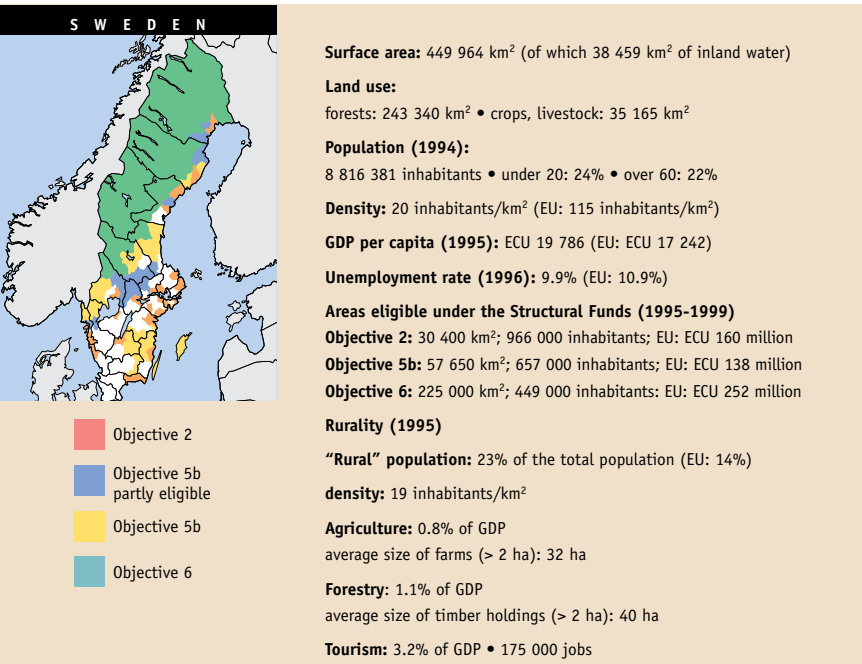 SWEDEN
Surface area: 449 964 km² (of which 38 459 km² of inland water)
Land use:
forests: 243 340 km² • crops, livestock: 35 165 km²
Population (1994):
8 816 381 inhabitants • under 20: 24% • over 60: 22%
Density: 20 inhabitants/km² (EU: 115 inhabitants/km²)
GDP per capita (1995): ECU 19 786 (EU: ECU 17 242)
Unemployment rate (1996): 9.9% (EU: 10.9%)
Areas eligible under the Structural Funds (1995-1999)
Objective 2: 30 400 km²; 966 000 inhabitants; EU: ECU 160 million
Objective 5b: 57 650 km²; 657 000 inhabitants; EU: ECU 138 million
Objective 6: 225 000 km²; 449 000 inhabitants: EU: ECU 252 million
Rurality (1995)
“Rural” population: 23% of the total population (EU: 14%)
density: 19 inhabitants/km²
Agriculture: 0.8% of GDP
average size of farms (> 2 ha): 32 ha
Forestry: 1.1% of GDP
average size of timber holdings (> 2 ha): 40 ha
Tourism: 3.2% of GDP • 175 000 jobs
Objective 2
Objective 5b
partly eligible
Objective 5b
Objective 6